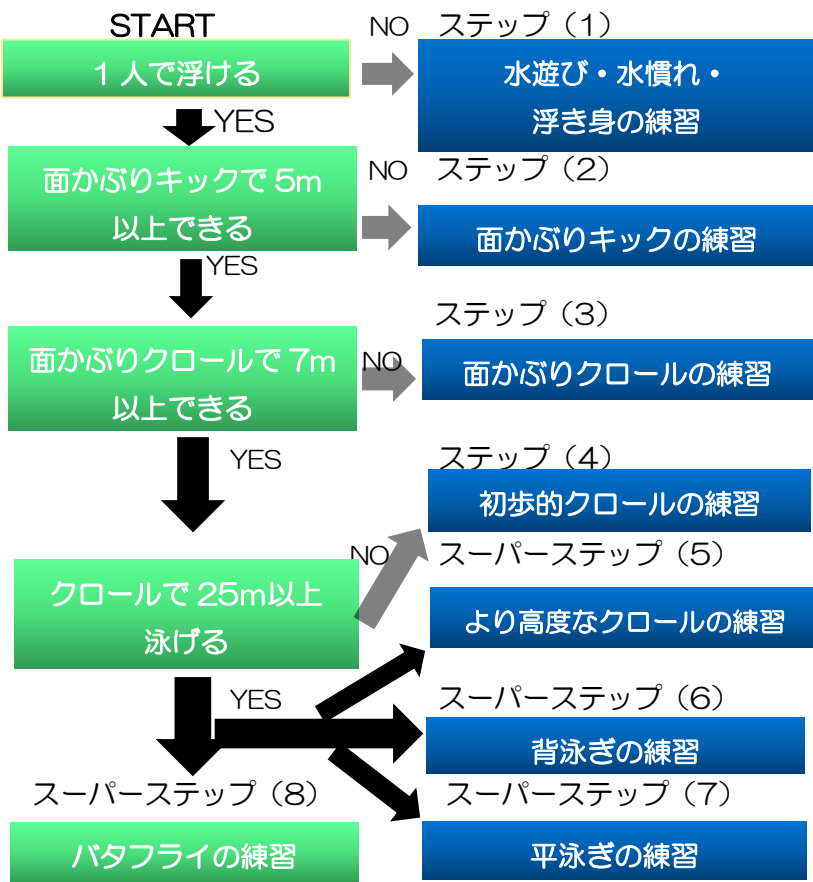 START
NO
ステップ（1）
1人で浮ける
水遊び・水慣れ・
浮き身の練習
YES
面かぶりキックで5m
以上できる
NO
ステップ（2）
面かぶりキックの練習
YES
ステップ（3）
面かぶりクロールで7m
以上できる
NO
面かぶりクロールの練習
YES
ステップ（4）
初歩的クロールの練習
NO
スーパーステップ（5）
クロールで25m以上
泳げる
より高度なクロールの練習
YES
スーパーステップ（6）
背泳ぎの練習
スーパーステップ（8）
スーパーステップ（7）
バタフライの練習
平泳ぎの練習